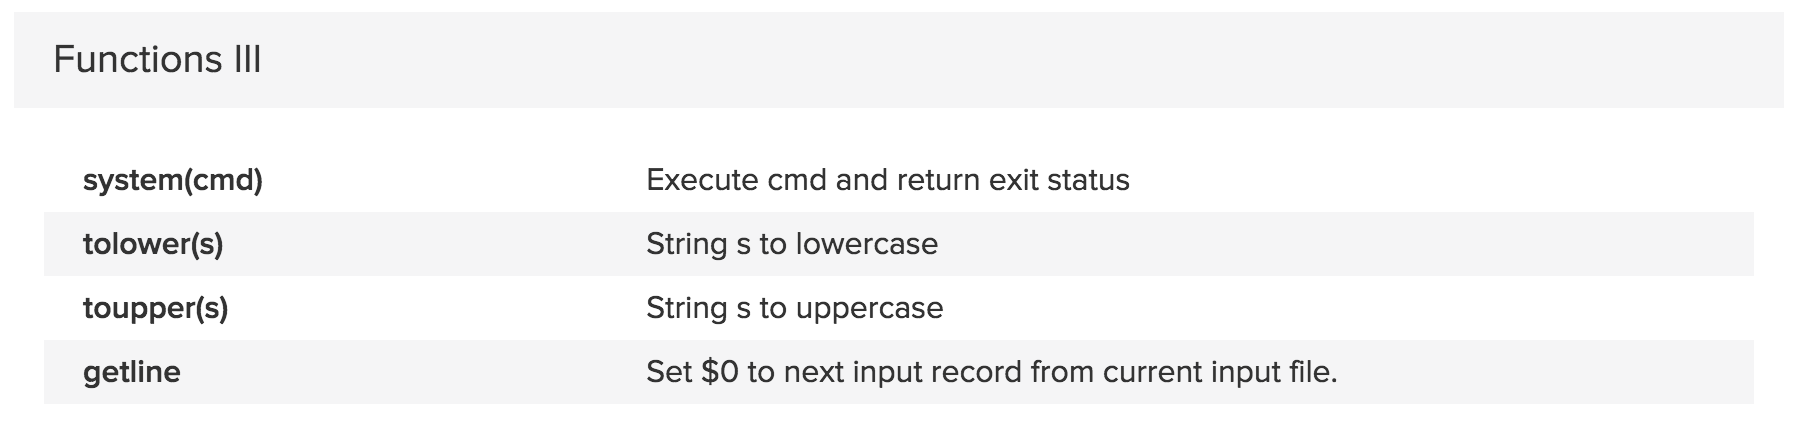 Functions III
system(cmd) Execute cmd and return exit status
tolower(s) String s to lowercase
toupper(s) String s to uppercase
getline Set $0 to next input record from current input file.